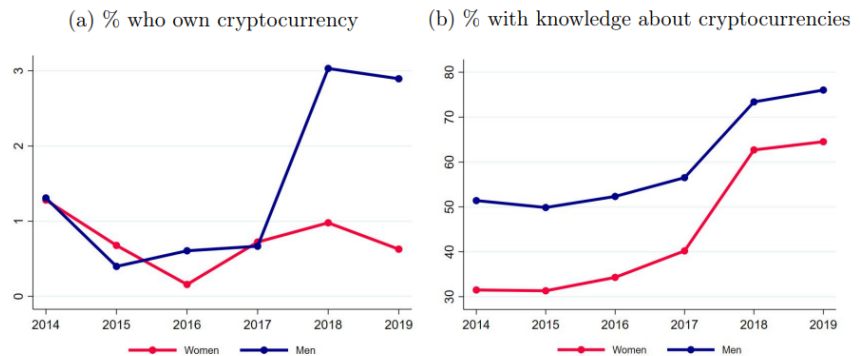 (a) % who own cryptocurrency
3
2
1
0
2014 2015 2016 2017 2018 2019
Women Men
(b) % with knowledge about cryptocurrencies
80
70
60
50
40
30
2014 2015 2016 2017 2018 2019
Women Men